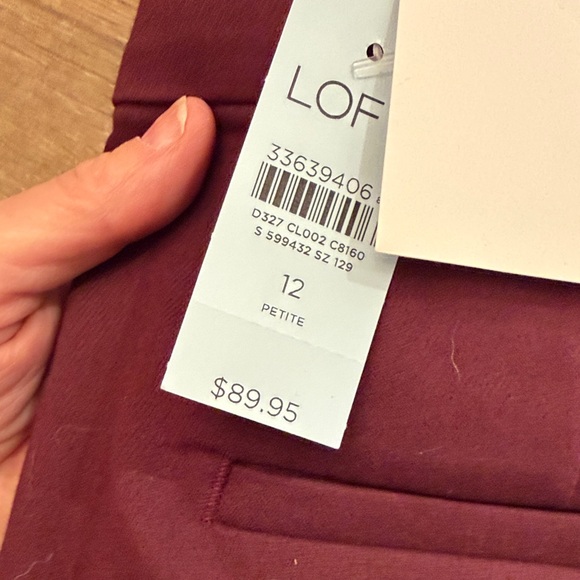 LOF
33639406
D327 CL002 C8160
S 599432 SZ 129
12
PETITE
$89.95